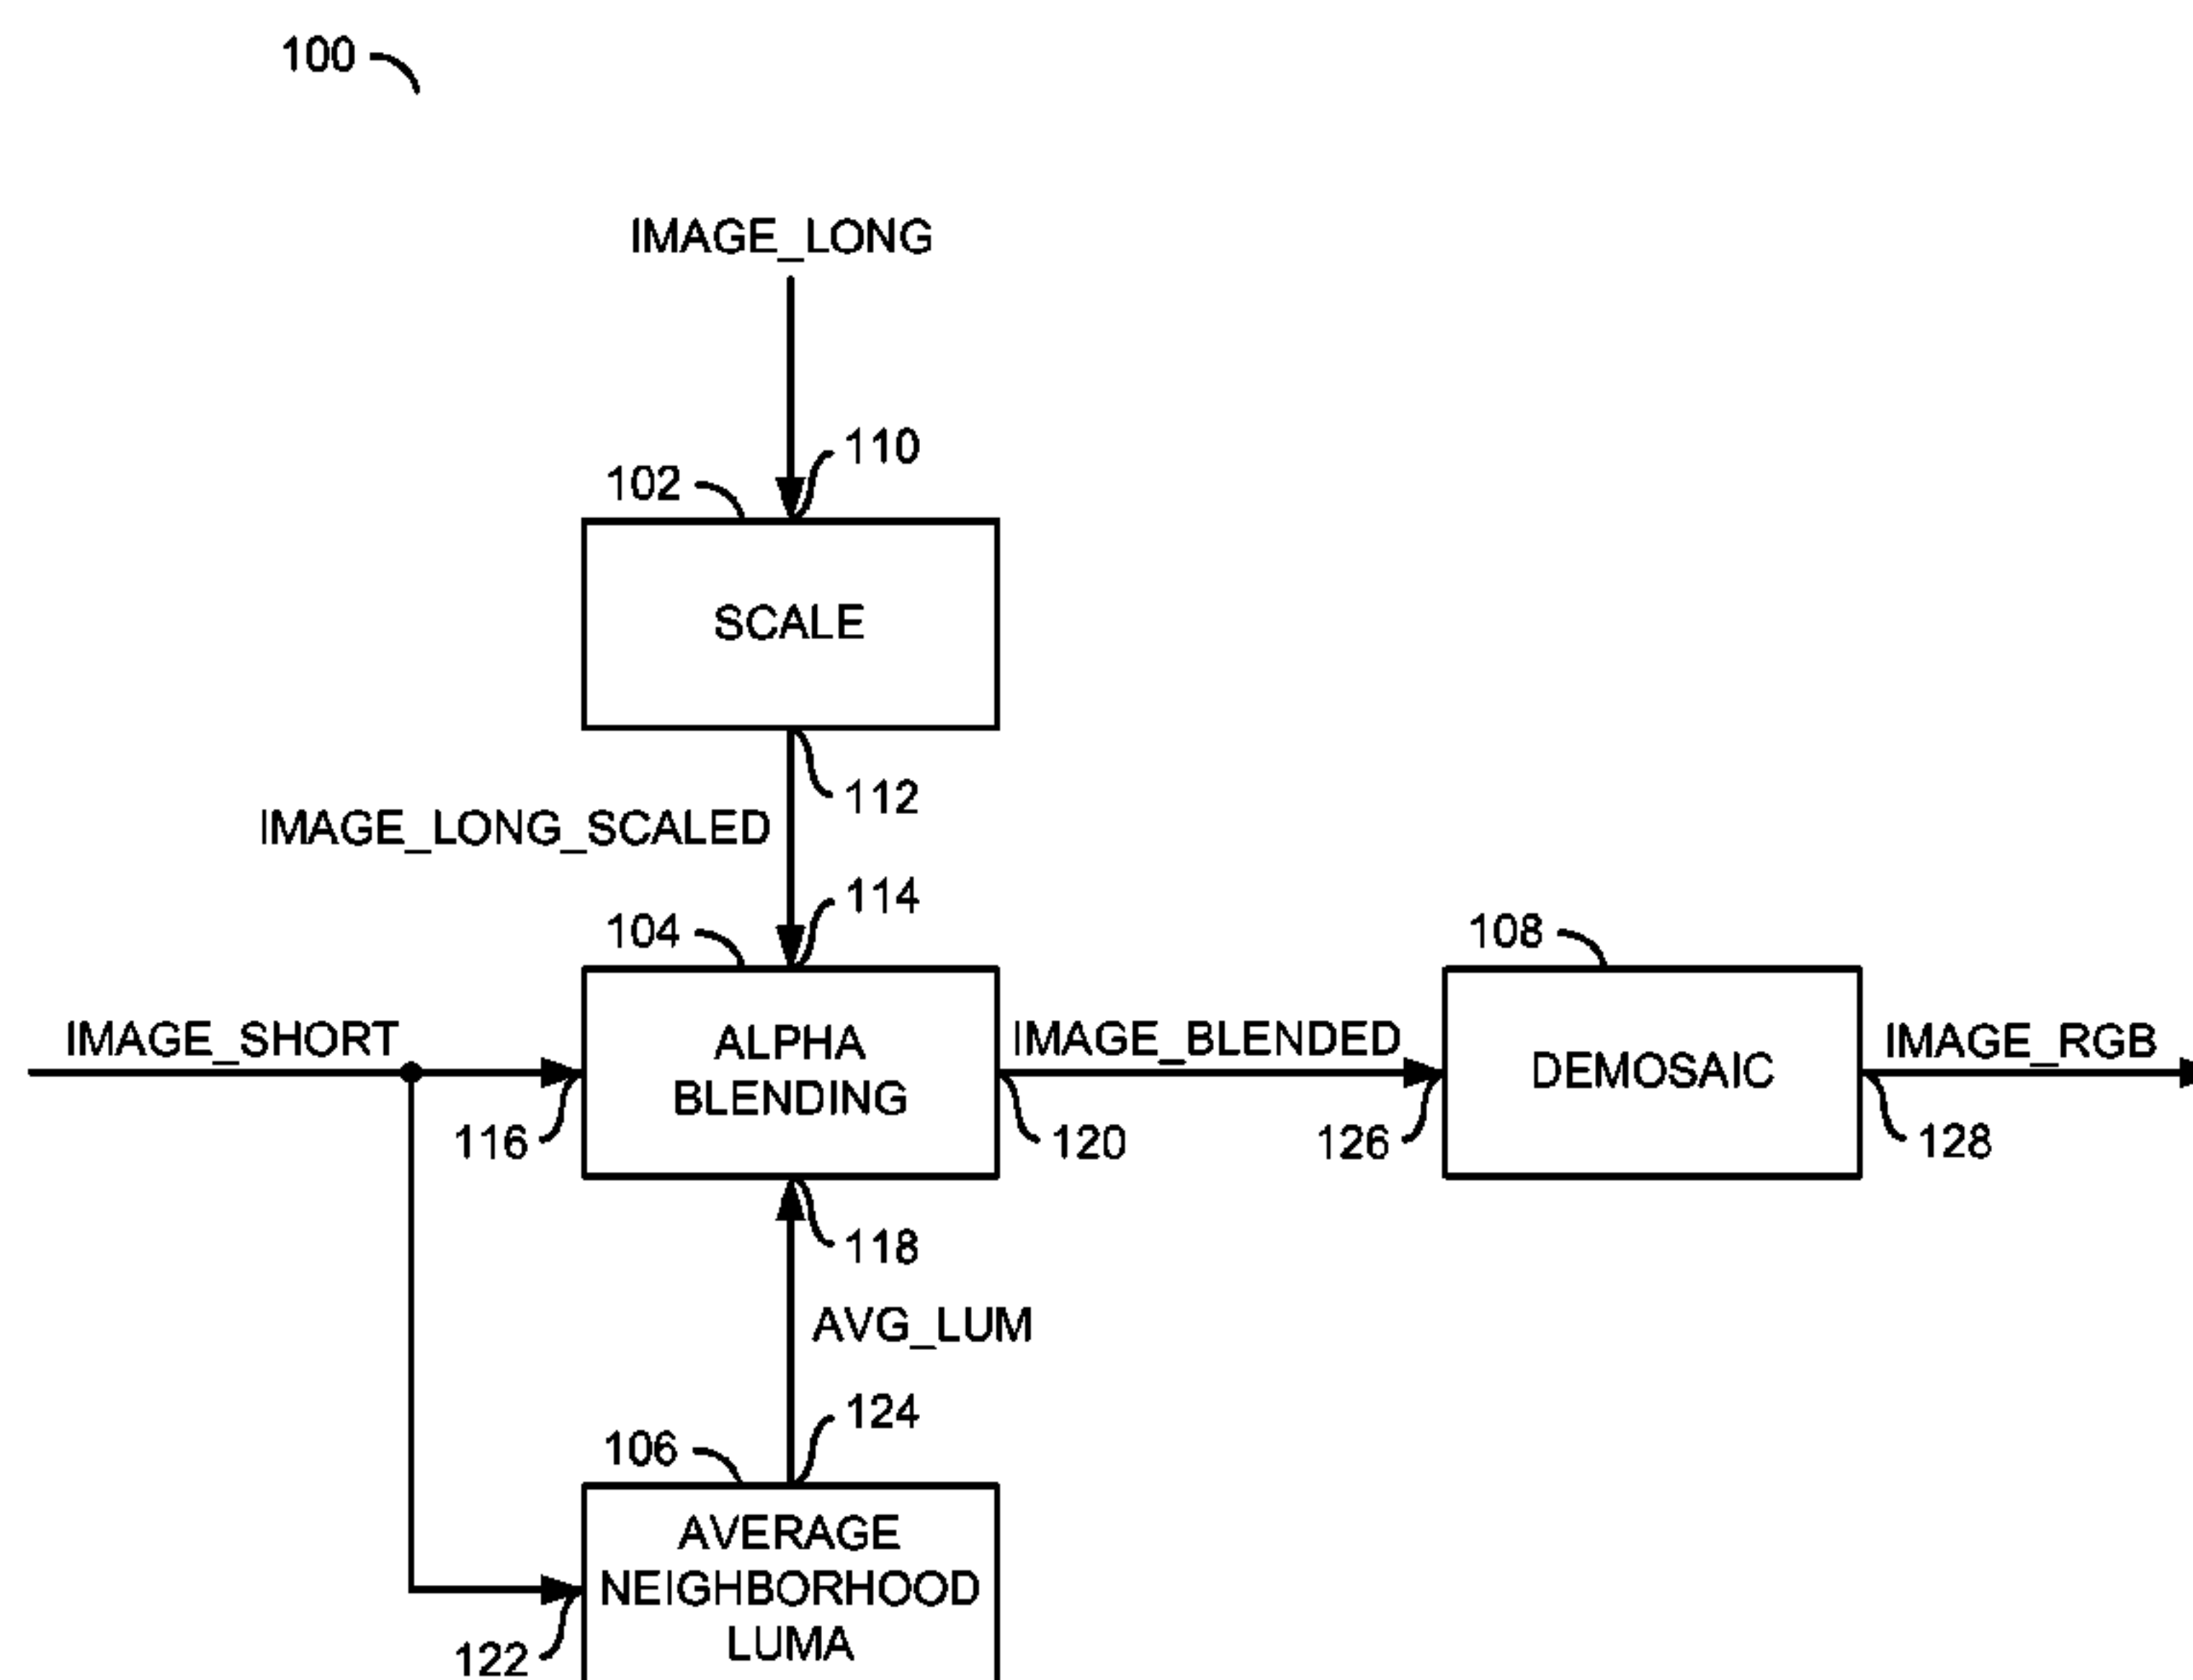 100
IMAGE_LONG
110
102
SCALE
112
IMAGE_LONG_SCALED
114
104
108
IMAGE_SHORT
ALPHA
BLENDING
IMAGE_BLENDED
DEMOSAIC
IMAGE_RGB
116
120
126
128
118
AVG_LUM
124
106
AVERAGE
NEIGHBORHOOD
LUMA
122